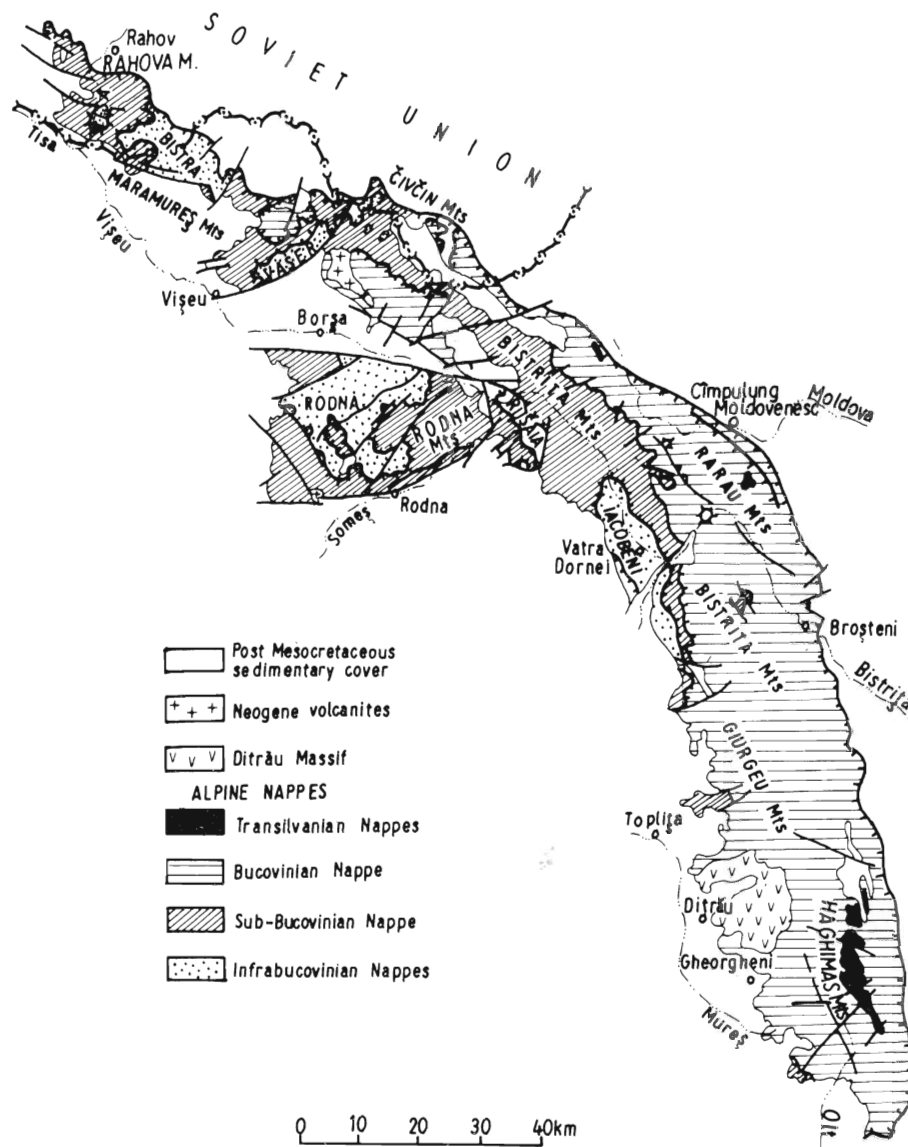 SOVIET UNION
Rahov
RAHOVA M.
Tisa
BISTRA
MARAMUREŞ Mts
ČIVČIN Mts
Vişeu
VASER
Vişeu
Borşa
BISTRIŢA Mts
RODNA
RODNA
Mts
Cîmpulung
Moldovenesc
Moldova
RARĂU Mts
Someş
Rodna
IACOBENI
Vatra
Dornei
BISTRIŢA Mts
Broşteni
Bistriţa
Post Mesocretaceous
sedimentary cover
Neogene volcanites
Ditrău Massif
ALPINE NAPPES
Transilvanian Nappes
Bucovinian Nappe
Sub-Bucovinian Nappe
Infrabucovinian Nappes
GIURGEU Mts
Topliţa
Ditrău
Gheorgheni
HAGHIMAŞ Mts
Mureş
Olt
0 10 20 30 40km